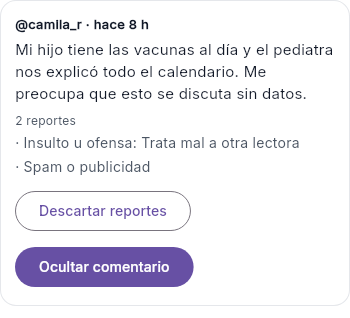 @camila_r · hace 8 h
Mi hijo tiene las vacunas al día y el pediatra
nos explicó todo el calendario. Me
preocupa que esto se discuta sin datos.
2 reportes
· Insulto u ofensa: Trata mal a otra lectora
· Spam o publicidad
Descartar reportes
Ocultar comentario